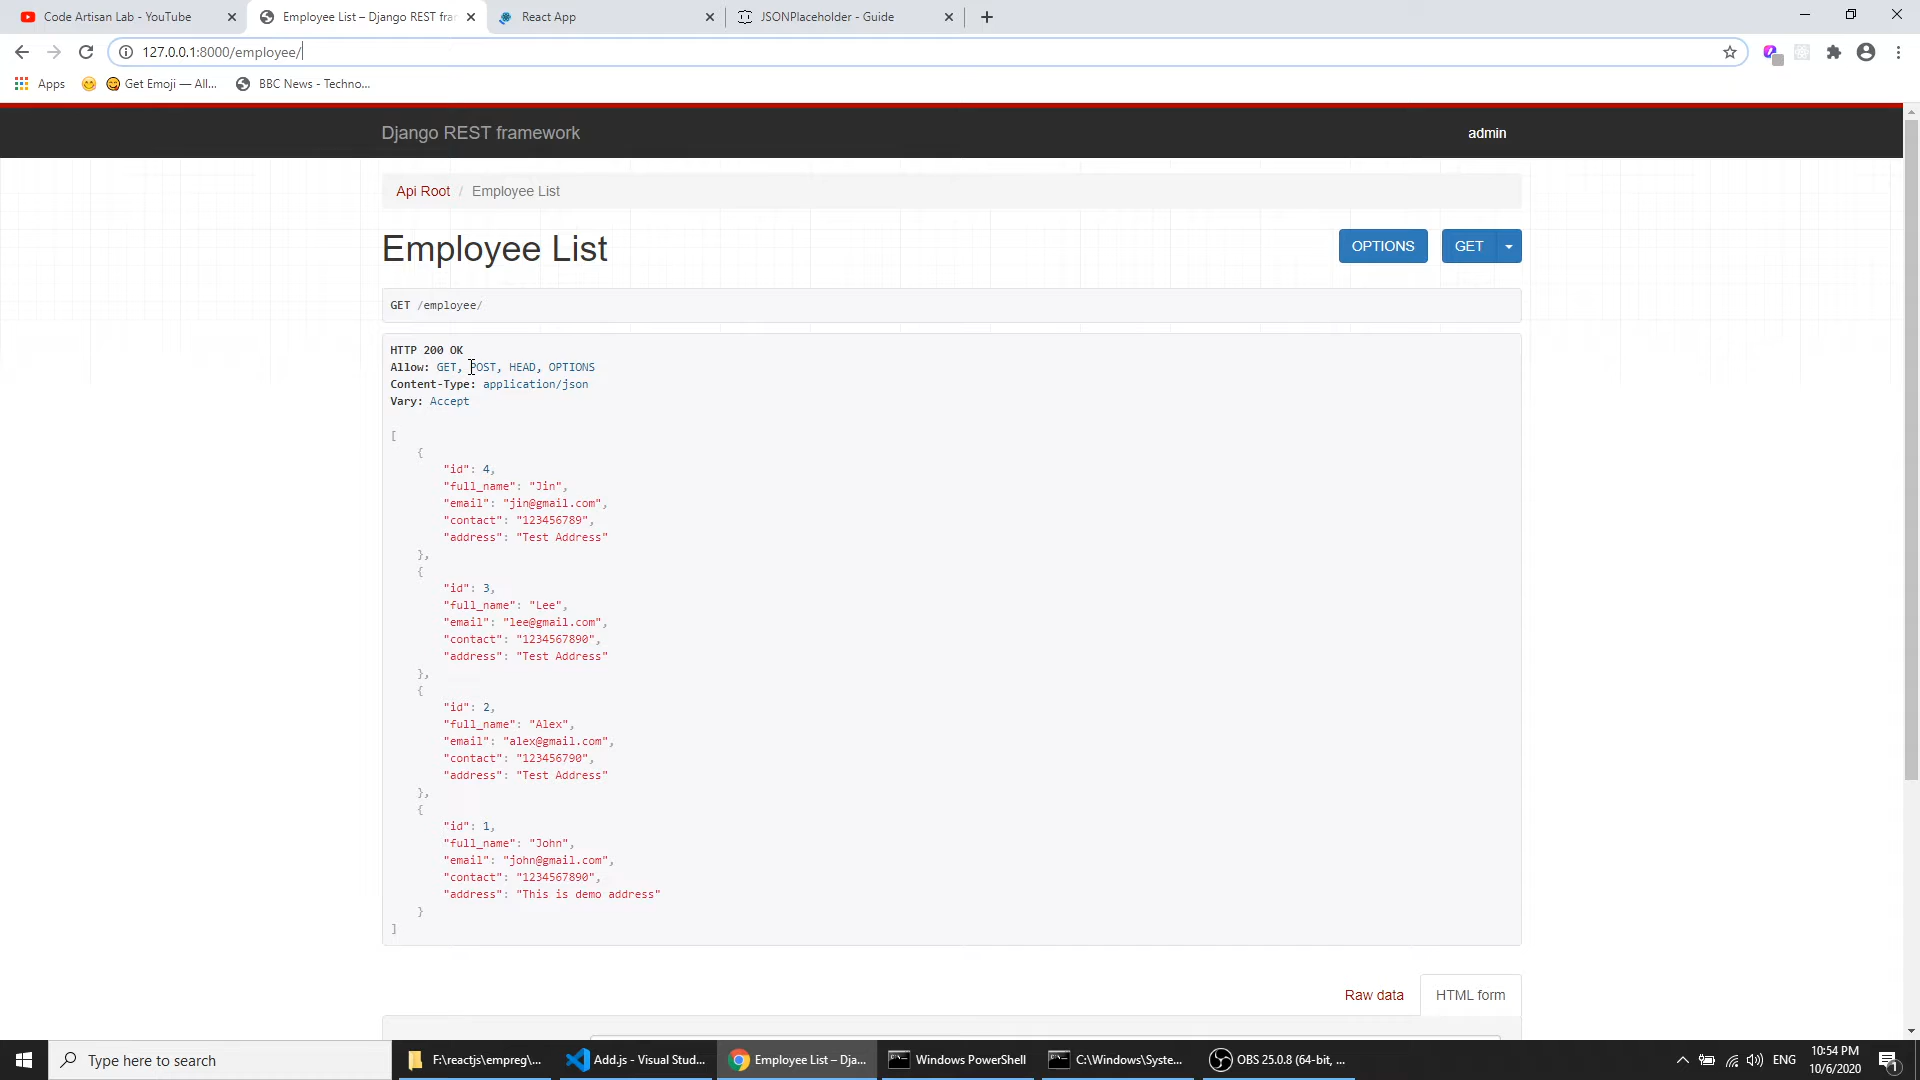 Code Artisan Lab - YouTube
Employee List – Django REST fra
React App
JSONPlaceholder - Guide
127.0.0.1:8000/employee/
Apps
Get Emoji — All...
BBC News - Techno...
Django REST framework
admin
Api Root / Employee List
Employee List
OPTIONS
GET
GET /employee/
HTTP 200 OK
Allow: GET, POST, HEAD, OPTIONS
Content-Type: application/json
Vary: Accept
[
{
"id": 4,
"full_name": "Jin",
"email": "jin@gmail.com",
"contact": "123456789",
"address": "Test Address"
},
{
"id": 3,
"full_name": "Lee",
"email": "lee@gmail.com",
"contact": "1234567890",
"address": "Test Address"
},
{
"id": 2,
"full_name": "Alex",
"email": "alex@gmail.com",
"contact": "123456790",
"address": "Test Address"
},
{
"id": 1,
"full_name": "John",
"email": "john@gmail.com",
"contact": "1234567890",
"address": "This is demo address"
}
]
Raw data
HTML form
Type here to search
F:\reactjs\empreg\...
Add.js - Visual Stud...
Employee List – Dja...
Windows PowerShell
C:\Windows\Syste...
OBS 25.0.8 (64-bit, ...
ENG
10:54 PM
10/6/2020
1